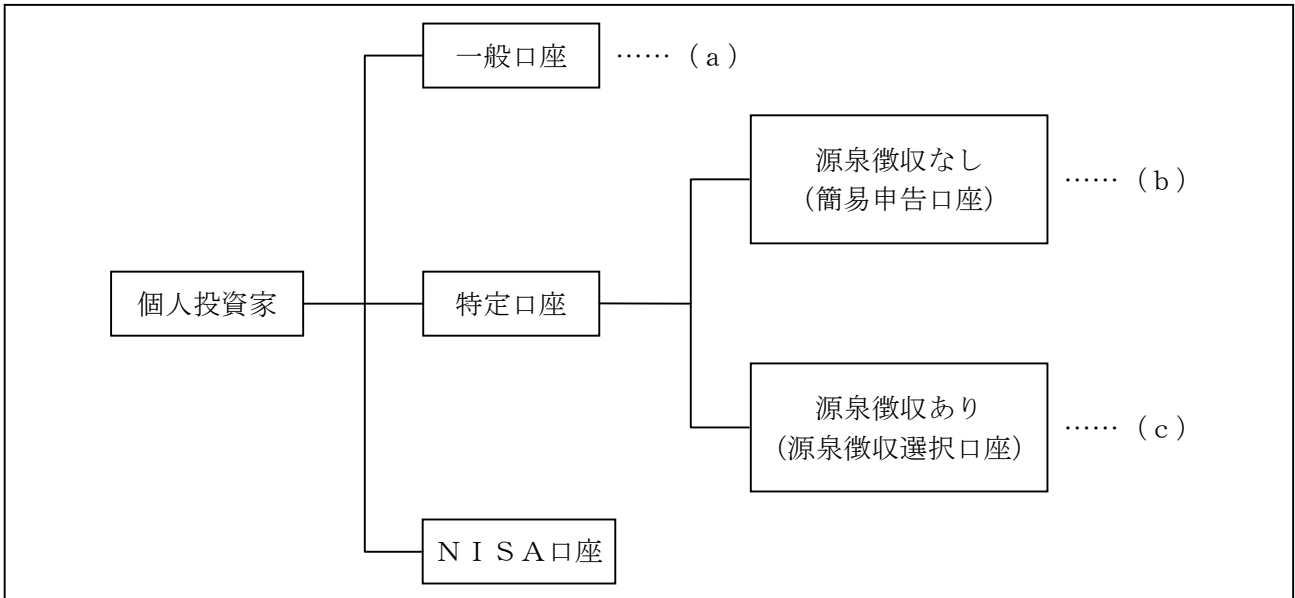 一般口座 ……（ａ）
源泉徴収なし
（簡易申告口座） ……（ｂ）
個人投資家
特定口座
源泉徴収あり
（源泉徴収選択口座） ……（ｃ）
ＮＩＳＡ口座